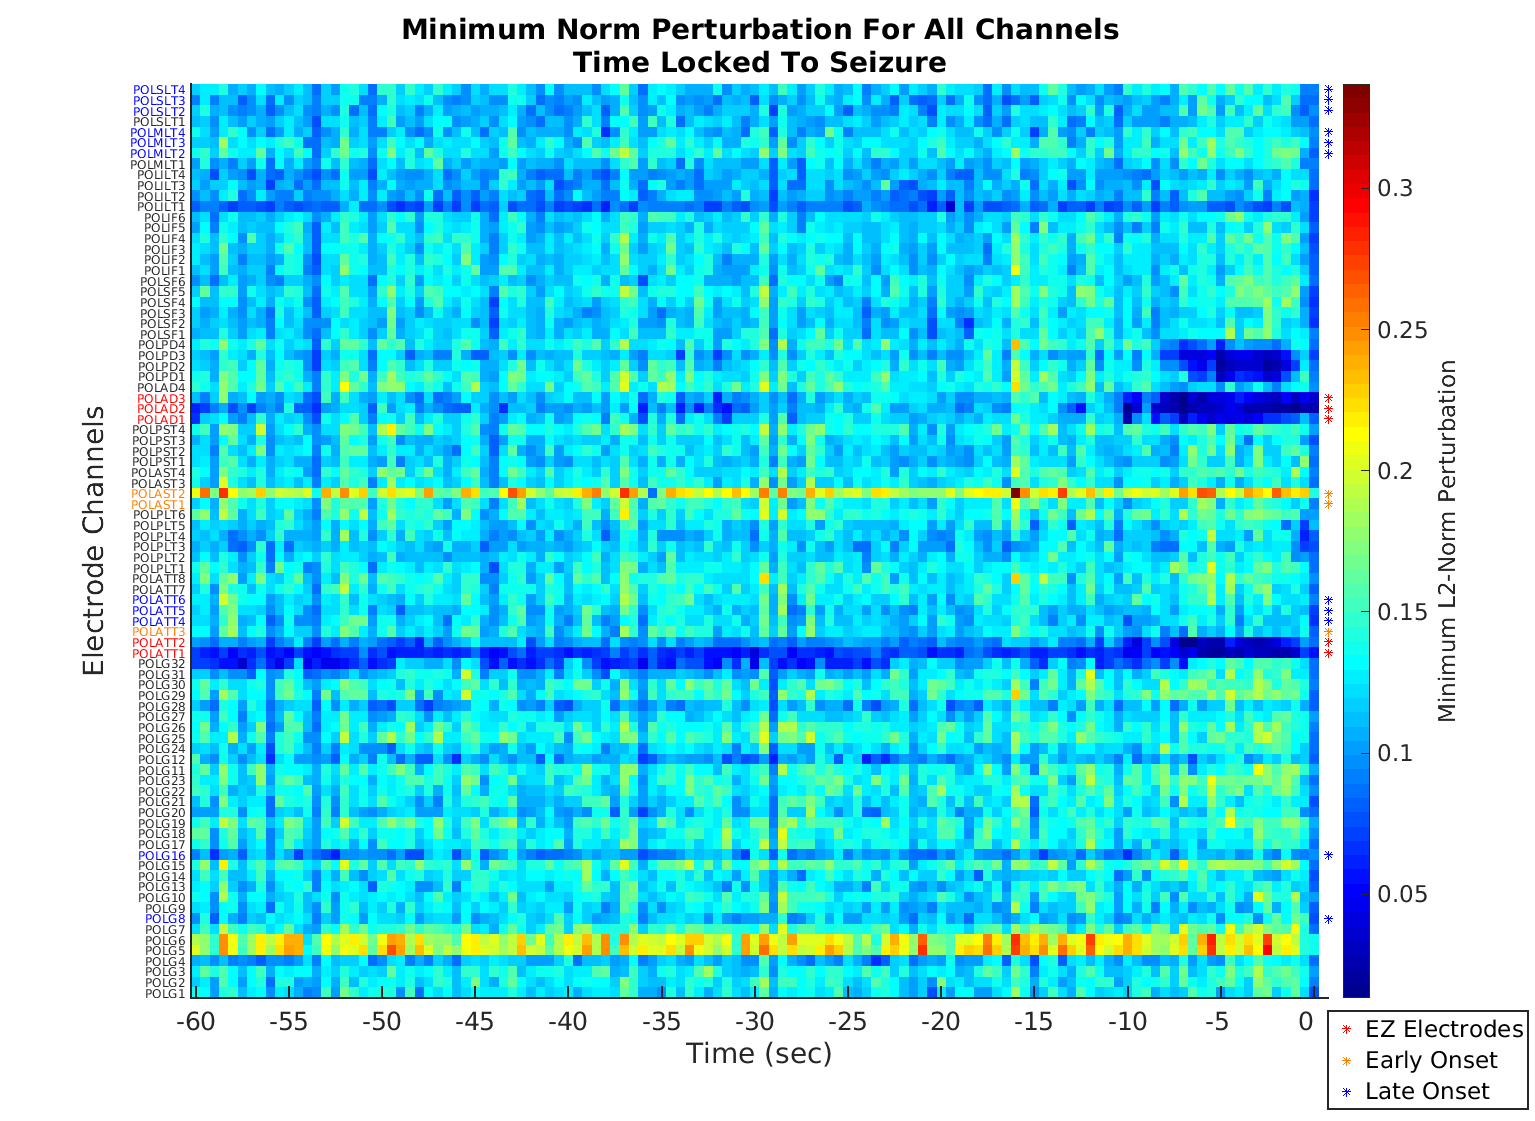 Minimum Norm Perturbation For All Channels
Time Locked To Seizure
Electrode Channels
POLSLT4
POLSLT3
POLSLT2
POLSLT1
POLMLT4
POLMLT3
POLMLT2
POLMLT1
POLILT4
POLILT3
POLILT2
POLILT1
POLIF6
POLIF5
POLIF4
POLIF3
POLIF2
POLIF1
POLSF6
POLSF5
POLSF4
POLSF3
POLSF2
POLSF1
POLPD4
POLPD3
POLPD2
POLPD1
POLAD4
POLAD3
POLAD2
POLAD1
POLPST4
POLPST3
POLPST2
POLPST1
POLAST4
POLAST3
POLAST2
POLAST1
POLPLT6
POLPLT5
POLPLT4
POLPLT3
POLPLT2
POLPLT1
POLATT8
POLATT7
POLATT6
POLATT5
POLATT4
POLATT3
POLATT2
POLATT1
POLG32
POLG31
POLG30
POLG29
POLG28
POLG27
POLG26
POLG25
POLG24
POLG12
POLG11
POLG23
POLG22
POLG21
POLG20
POLG19
POLG18
POLG17
POLG16
POLG15
POLG14
POLG13
POLG10
POLG9
POLG8
POLG7
POLG6
POLG5
POLG4
POLG3
POLG2
POLG1
-60 -55 -50 -45 -40 -35 -30 -25 -20 -15 -10 -5 0
Time (sec)
0.3
0.25
0.2
0.15
0.1
0.05
Minimum L2-Norm Perturbation
EZ Electrodes
Early Onset
Late Onset